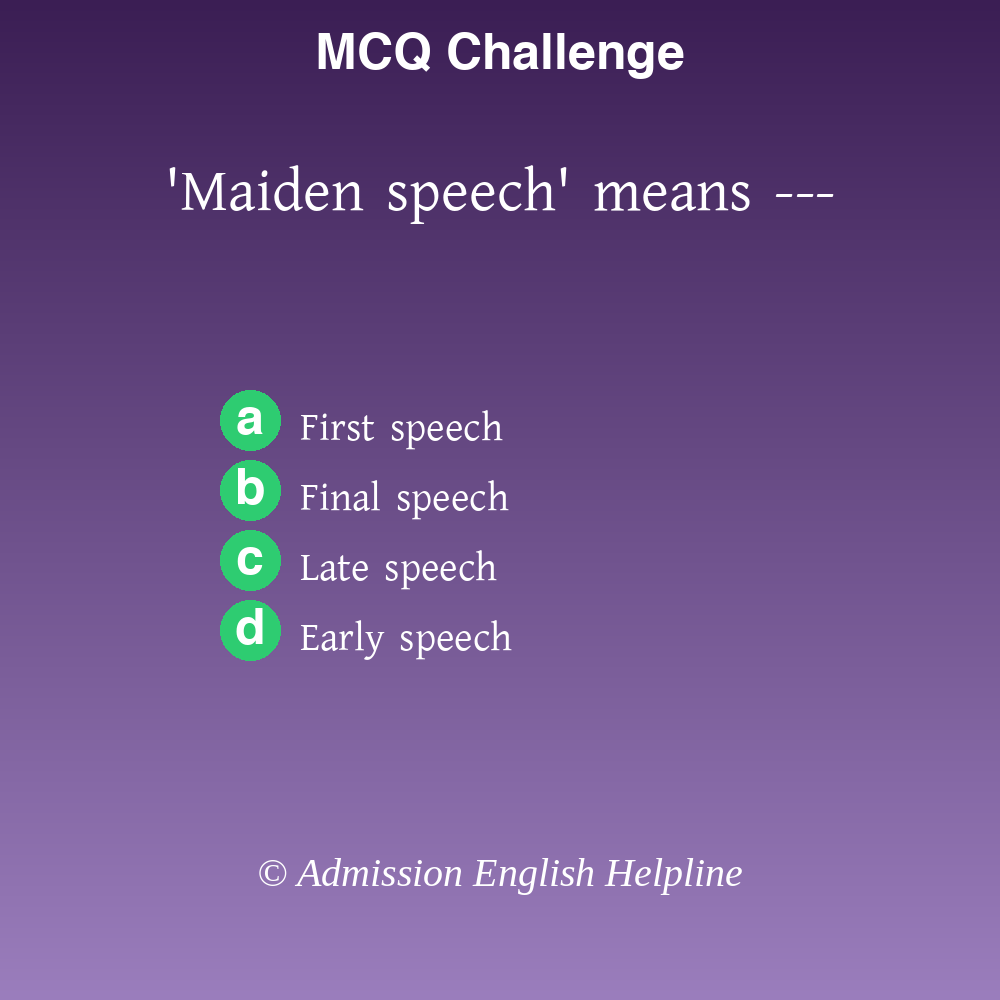 MCQ Challenge
'Maiden speech' means ---
a First speech
b Final speech
c Late speech
d Early speech
© Admission English Helpline